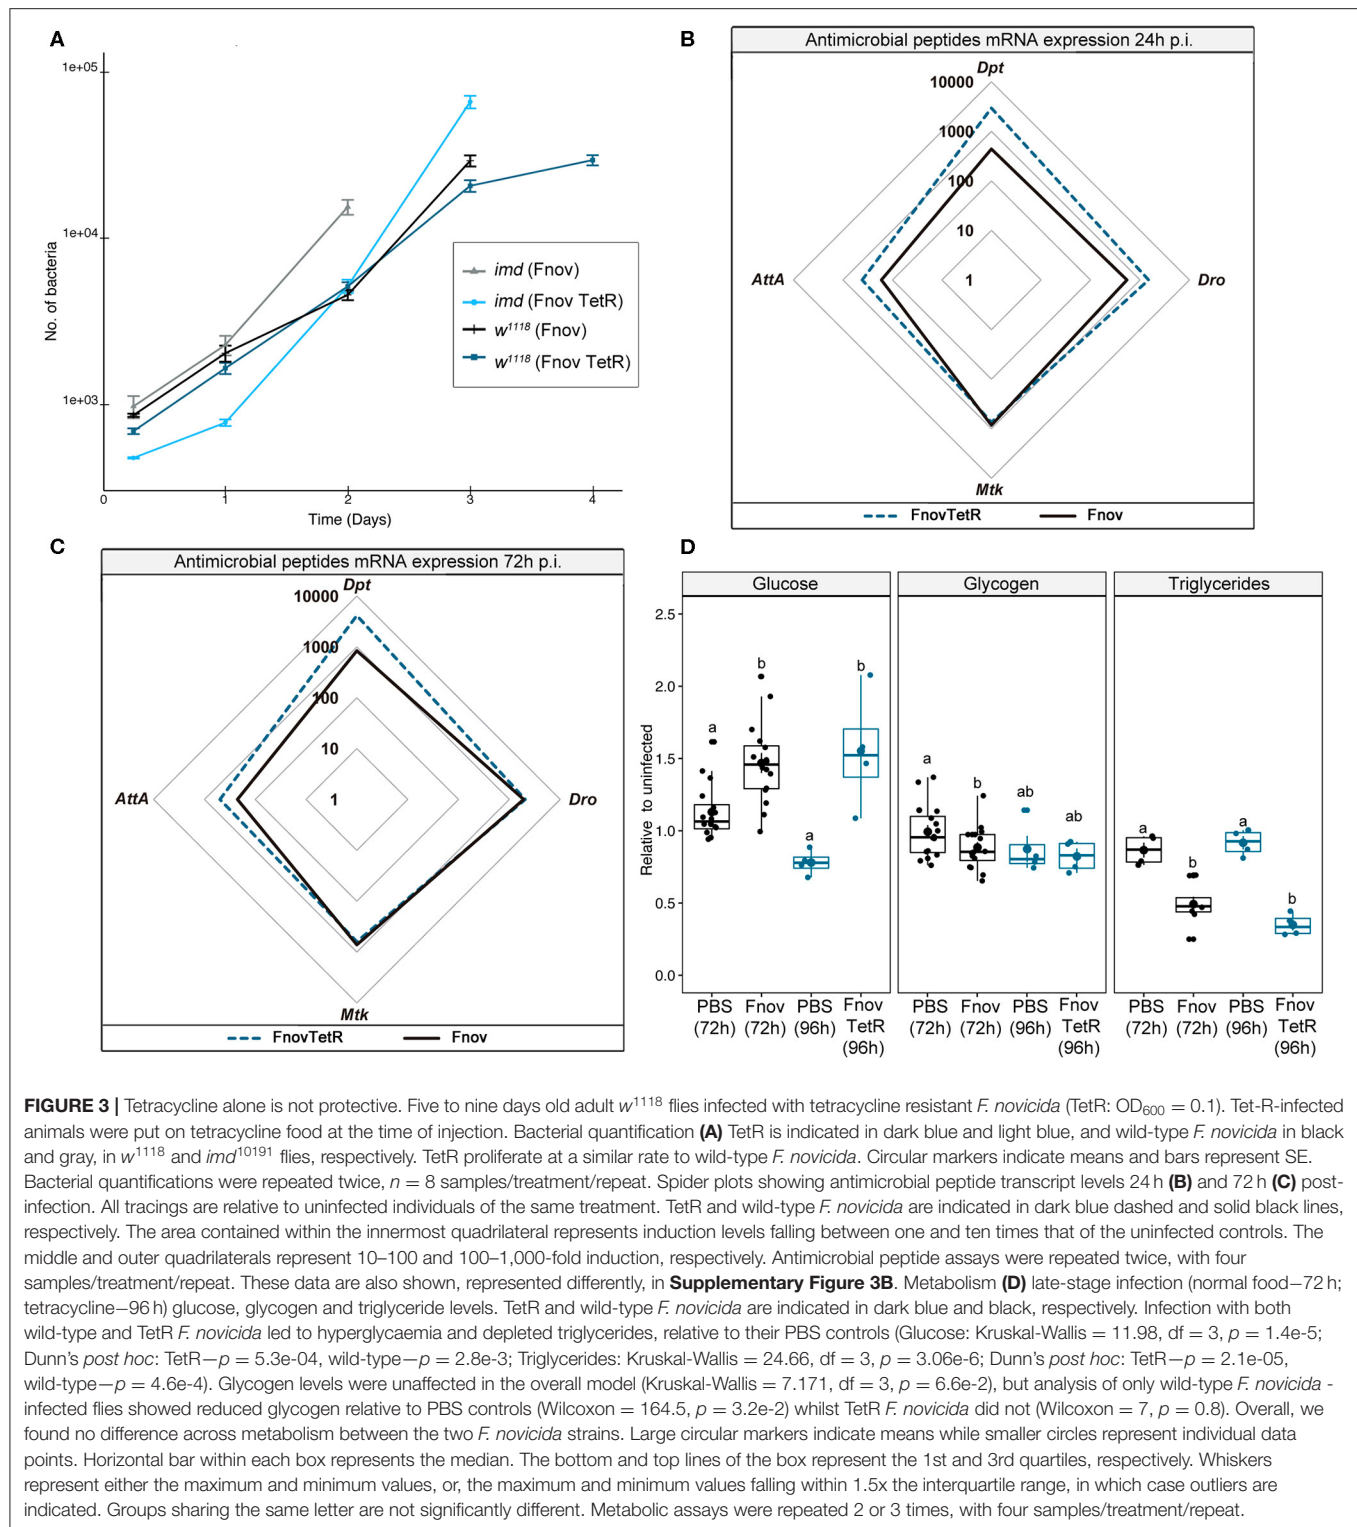 A
1e+05
1e+04
1e+03
No. of bacteria
0 1 2 3 4
Time (Days)
imd (Fnov)
imd (Fnov TetR)
w1118 (Fnov)
w1118 (Fnov TetR)
B
Antimicrobial peptides mRNA expression 24h p.i.
Dpt
10000
1000
100
10
1
AttA
Dro
Mtk
FnovTetR Fnov
C
Antimicrobial peptides mRNA expression 72h p.i.
Dpt
10000
1000
100
10
1
AttA
Dro
Mtk
FnovTetR Fnov
D
Glucose Glycogen Triglycerides
Relative to uninfected
2.5
2.0
1.5
1.0
0.5
0.0
a b a b
a b ab ab
a b a b
PBS Fnov PBS Fnov PBS Fnov PBS Fnov PBS Fnov PBS Fnov
(72h) (72h) (96h) TetR (72h) (72h) (96h) TetR (72h) (72h) (96h) TetR
(96h) (96h) (96h)
FIGURE 3 | Tetracycline alone is not protective. Five to nine days old adult w1118 flies infected with tetracycline resistant F. novicida (TetR: OD600 = 0.1). Tet-R-infected
animals were put on tetracycline food at the time of injection. Bacterial quantification (A) TetR is indicated in dark blue and light blue, and wild-type F. novicida in black
and gray, in w1118 and imd10191 flies, respectively. TetR proliferate at a similar rate to wild-type F. novicida. Circular markers indicate means and bars represent SE.
Bacterial quantifications were repeated twice, n = 8 samples/treatment/repeat. Spider plots showing antimicrobial peptide transcript levels 24 h (B) and 72 h (C) post-
infection. All tracings are relative to uninfected individuals of the same treatment. TetR and wild-type F. novicida are indicated in dark blue dashed and solid black lines,
respectively. The area contained within the innermost quadrilateral represents induction levels falling between one and ten times that of the uninfected controls. The
middle and outer quadrilaterals represent 10–100 and 100–1,000-fold induction, respectively. Antimicrobial peptide assays were repeated twice, with four
samples/treatment/repeat. These data are also shown, represented differently, in Supplementary Figure 3B. Metabolism (D) late-stage infection (normal food—72 h;
tetracycline—96 h) glucose, glycogen and triglyceride levels. TetR and wild-type F. novicida are indicated in dark blue and black, respectively. Infection with both
wild-type and TetR F. novicida led to hyperglycaemia and depleted triglycerides, relative to their PBS controls (Glucose: Kruskal-Wallis = 11.98, df = 3, p = 1.4e-5;
Dunn's post hoc: TetR—p = 5.3e-04, wild-type—p = 2.8e-3; Triglycerides: Kruskal-Wallis = 24.66, df = 3, p = 3.06e-6; Dunn's post hoc: TetR—p = 2.1e-05,
wild-type—p = 4.6e-4). Glycogen levels were unaffected in the overall model (Kruskal-Wallis = 7.171, df = 3, p = 6.6e-2), but analysis of only wild-type F. novicida -
infected flies showed reduced glycogen relative to PBS controls (Wilcoxon = 164.5, p = 3.2e-2) whilst TetR F. novicida did not (Wilcoxon = 7, p = 0.8). Overall, we
found no difference across metabolism between the two F. novicida strains. Large circular markers indicate means while smaller circles represent individual data
points. Horizontal bar within each box represents the median. The bottom and top lines of the box represent the 1st and 3rd quartiles, respectively. Whiskers
represent either the maximum and minimum values, or, the maximum and minimum values falling within 1.5x the interquartile range, in which case outliers are
indicated. Groups sharing the same letter are not significantly different. Metabolic assays were repeated 2 or 3 times, with four samples/treatment/repeat.